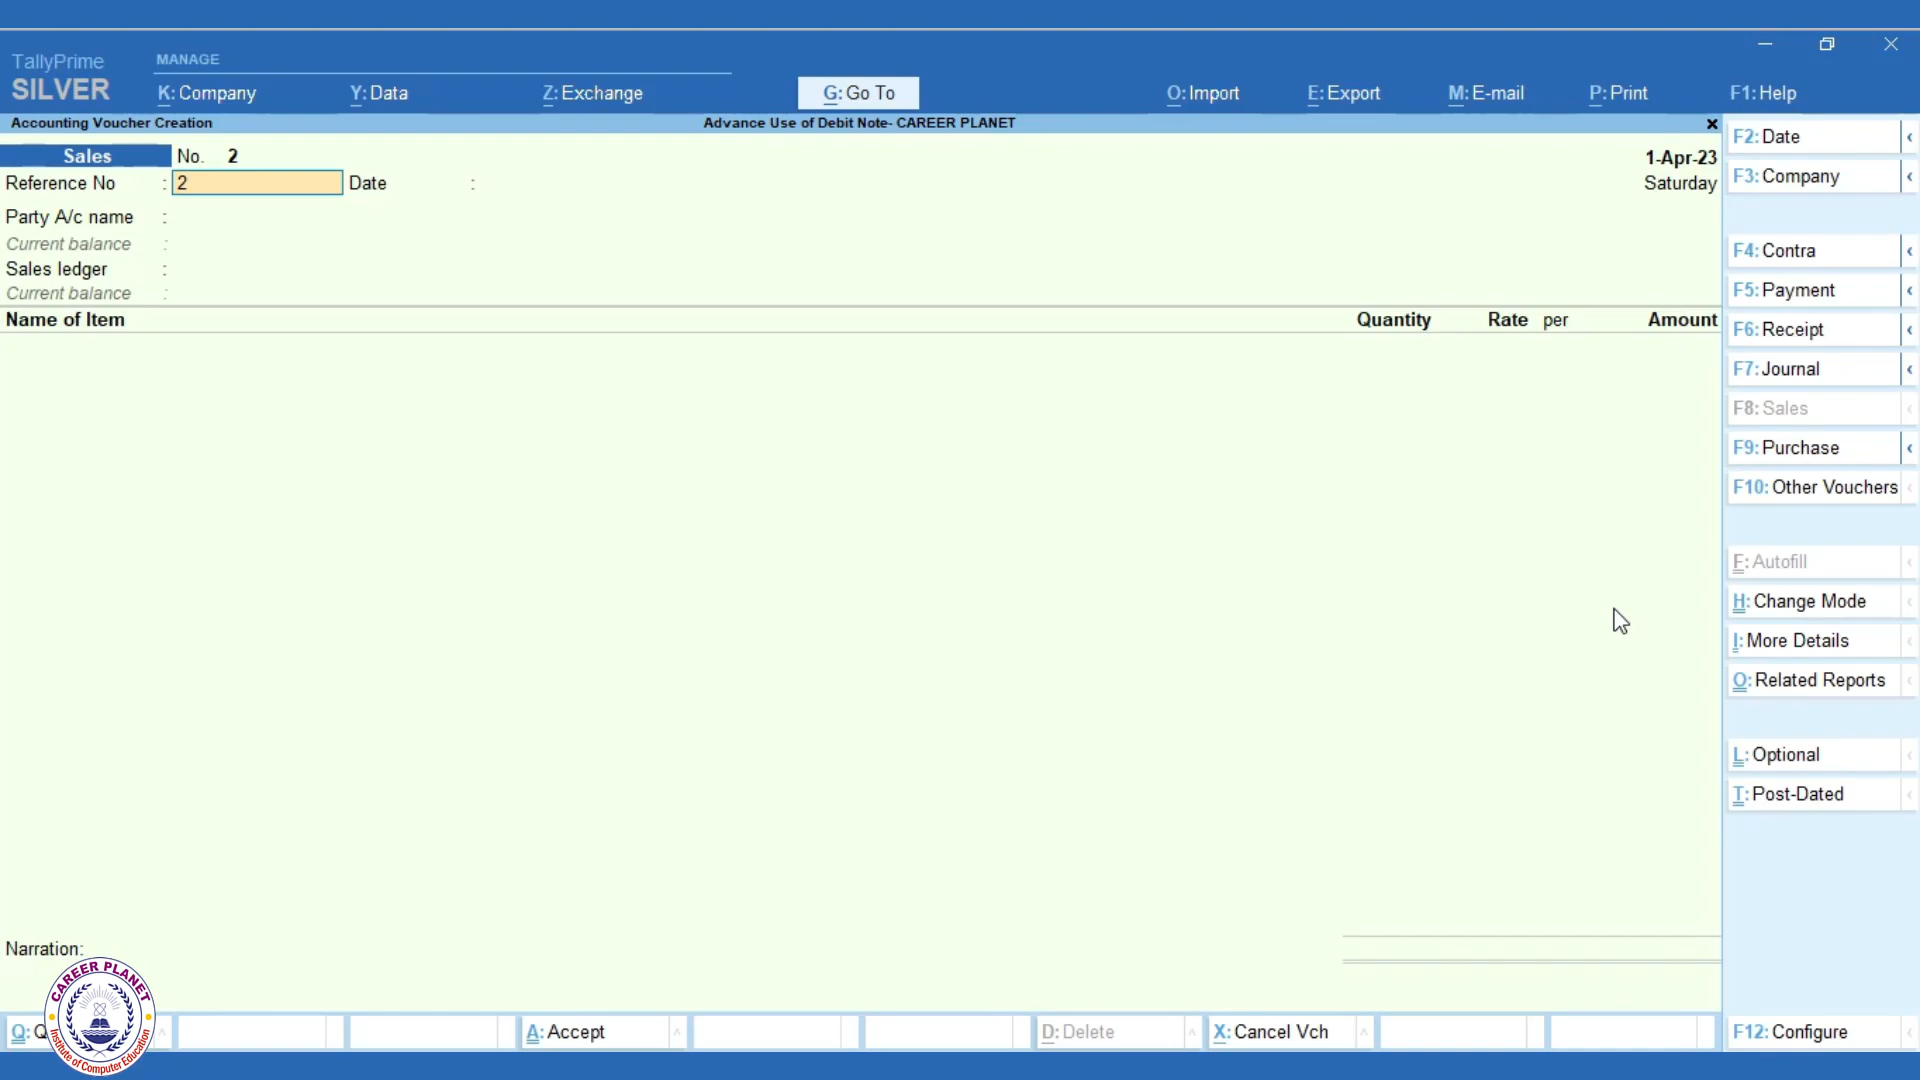 TallyPrime
SILVER
MANAGE
K: Company
Y: Data
Z: Exchange
G: Go To
O: Import
E: Export
M: E-mail
P: Print
F1: Help
Accounting Voucher Creation
Advance Use of Debit Note- CAREER PLANET
Sales No. 2
1-Apr-23
Reference No : 2 Date :
Saturday
Party A/c name :
Current balance :
Sales ledger :
Current balance :
Name of Item Quantity Rate per Amount
F2: Date
F3: Company
F4: Contra
F5: Payment
F6: Receipt
F7: Journal
F8: Sales
F9: Purchase
F10: Other Vouchers
F: Autofill
H: Change Mode
I: More Details
O: Related Reports
L: Optional
T: Post-Dated
Narration:
CAREER PLANET
Institute of Computer Education
Q: Q
A: Accept
D: Delete
X: Cancel Vch
F12: Configure